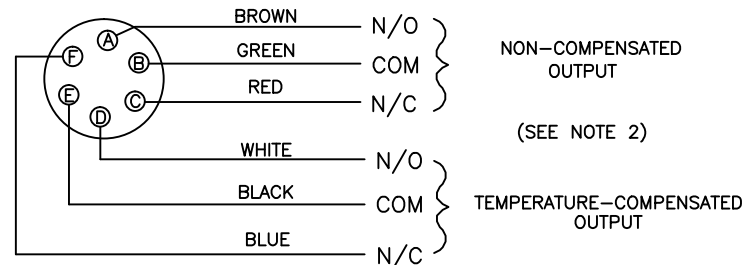 BROWN
N/O
A
GREEN
F
B
COM
NON-COMPENSATED
OUTPUT
RED
E
C
N/C
D
(SEE NOTE 2)
WHITE
N/O
BLACK
COM
TEMPERATURE-COMPENSATED
OUTPUT
BLUE
N/C